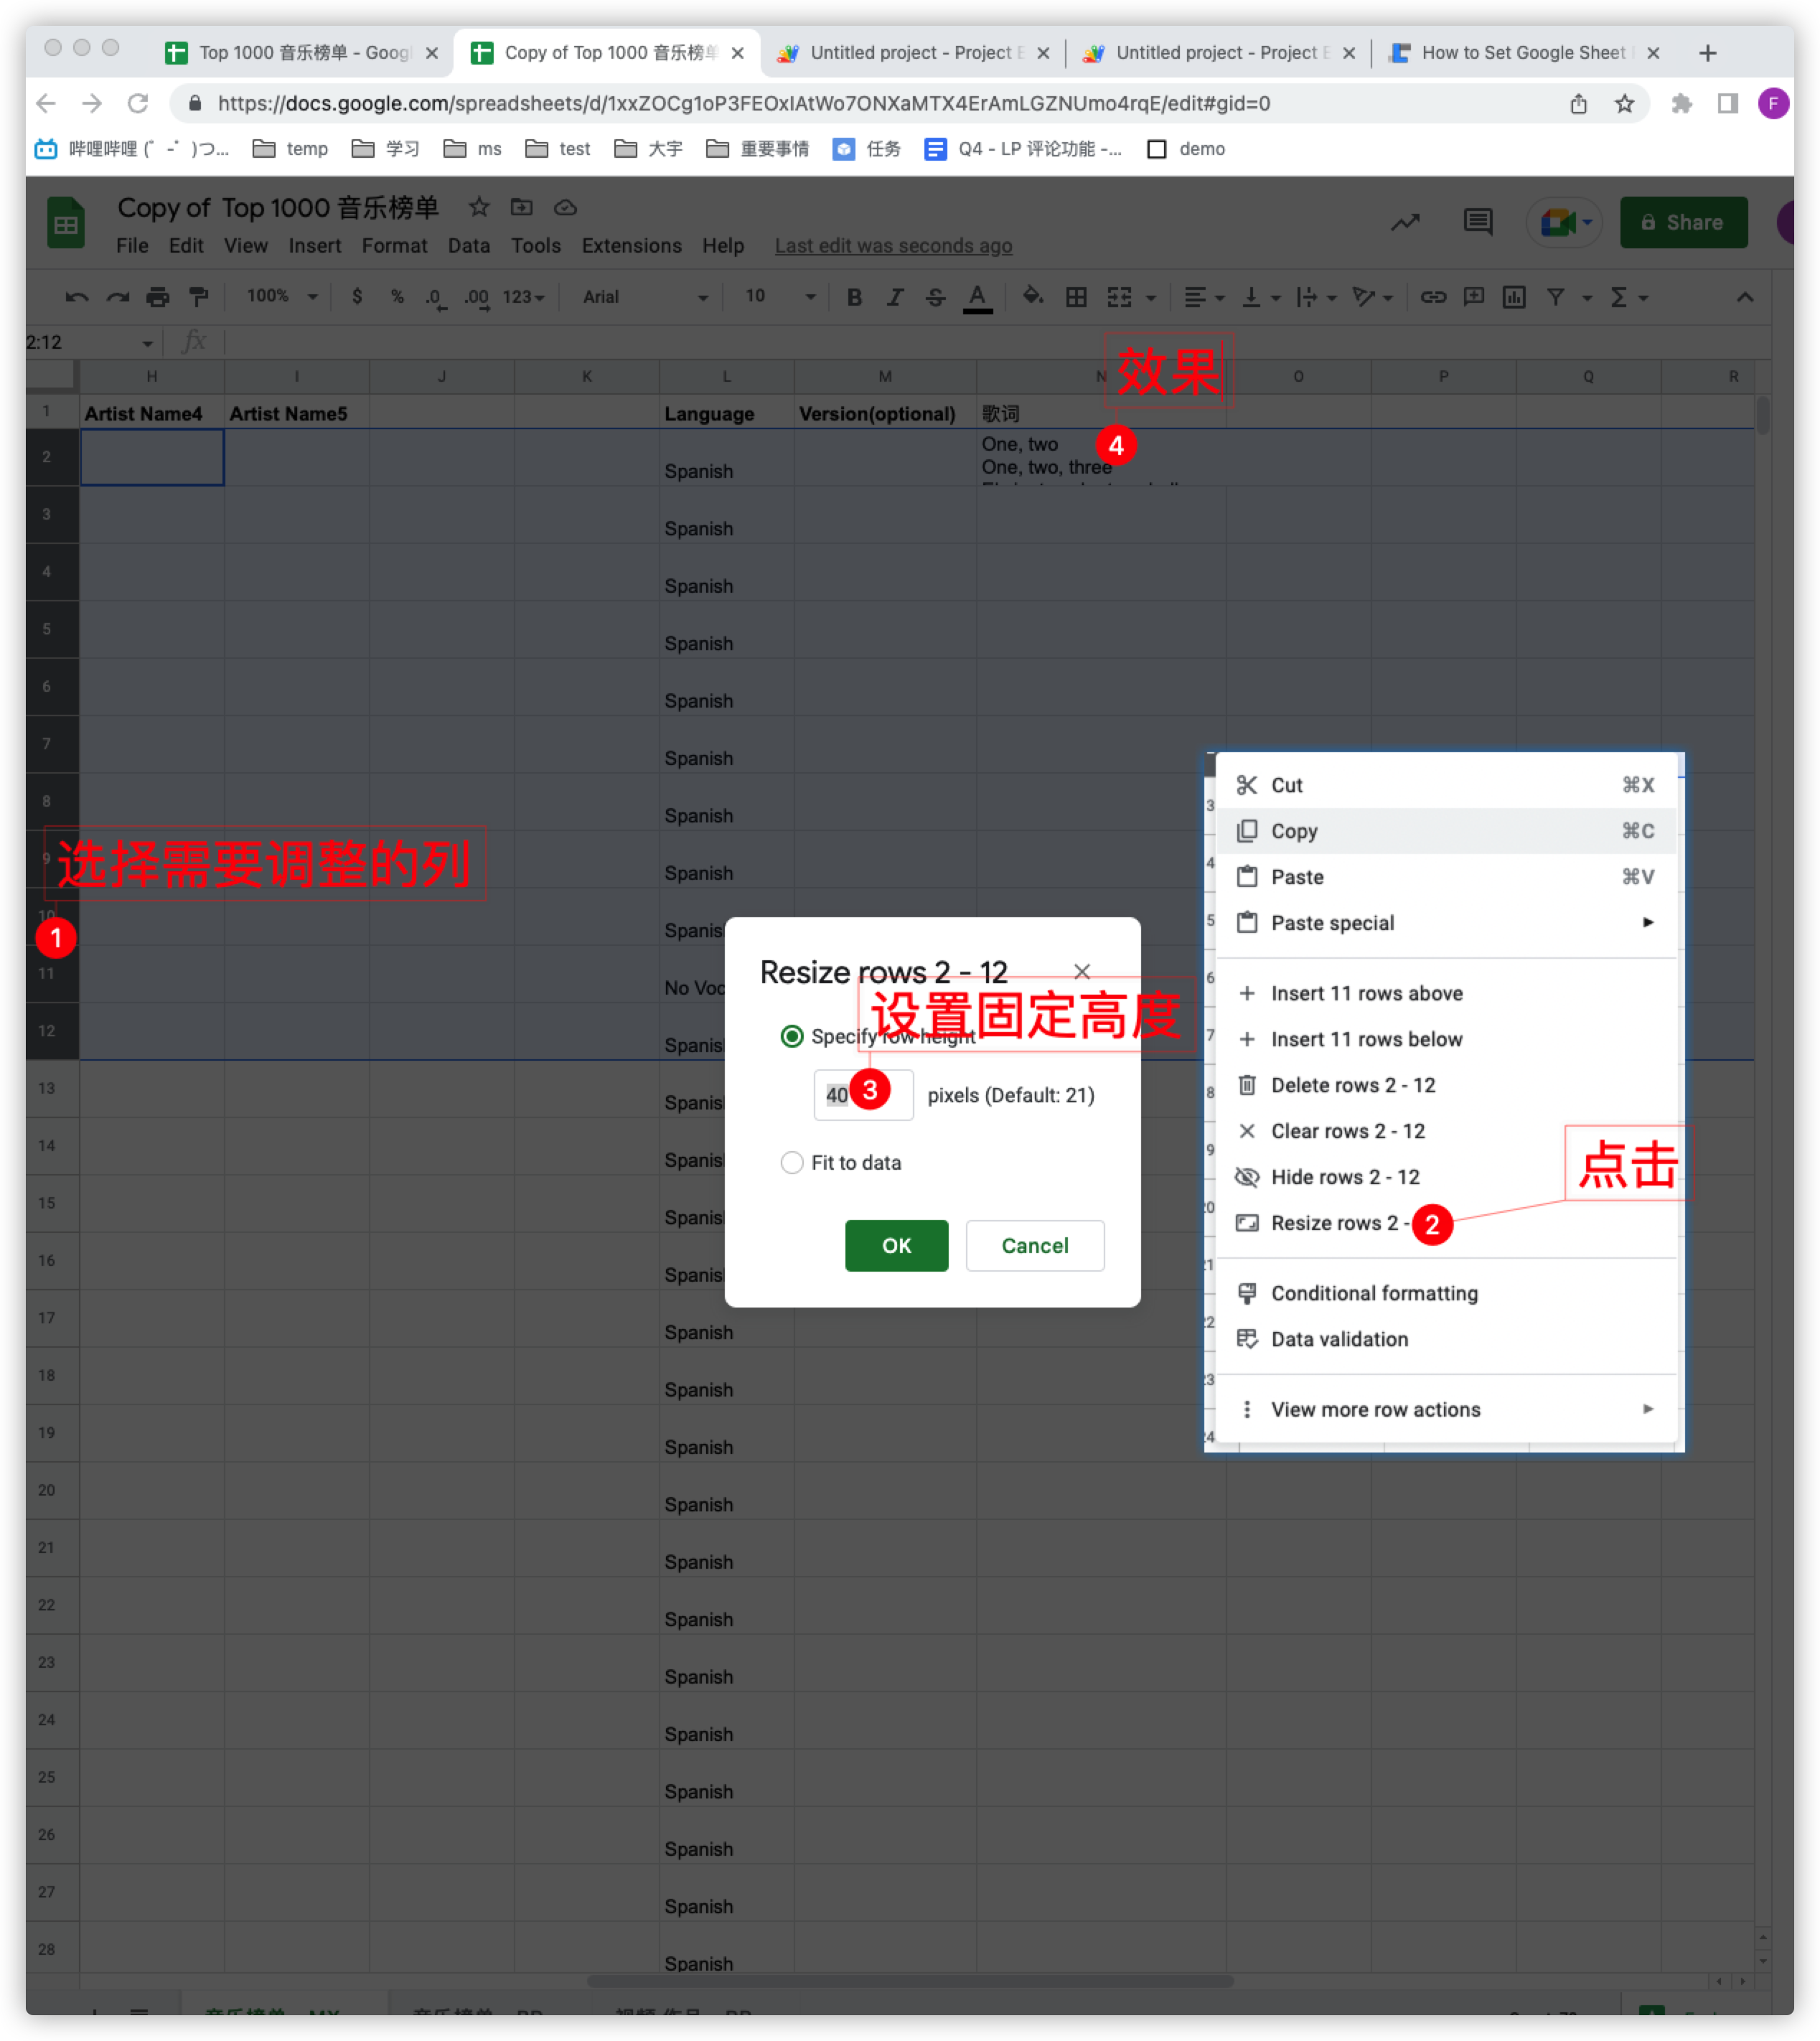 Top 1000 音乐榜单 - Googl
Copy of Top 1000 音乐榜单
Untitled project - Project E
Untitled project - Project E
How to Set Google Sheet
https://docs.google.com/spreadsheets/d/1xxZOCg1oP3FEOxIAtWo7ONXaMTX4ErAmLGZNUmo4rqE/edit#gid=0
F
哔哩哔哩 (゜-゜)つ...
temp
学习
ms
test
大宇
重要事情
任务
Q4 - LP 评论功能 -...
demo
Copy of Top 1000 音乐榜单
File Edit View Insert Format Data Tools Extensions Help Last edit was seconds ago
Share
100% $ % .0 .00 123 Arial 10 B I S A Σ
2:12 fx
H I J K L M N O P Q R
效果
1 Artist Name4 Artist Name5 Language Version(optional) 歌词
4
One, two
One, two, three
2 Spanish
3 Spanish
4 Spanish
5 Spanish
6 Spanish
7 Spanish
8 Spanish
选择需要调整的列
9 Spanish
10 Spanis
1
11 No Voc
12 Spanis
13 Spanis
14 Spanis
15 Spanis
16 Spanis
17 Spanish
18 Spanish
19 Spanish
20 Spanish
21 Spanish
22 Spanish
23 Spanish
24 Spanish
25 Spanish
26 Spanish
27 Spanish
28 Spanish
Resize rows 2 - 12
设置固定高度
Specify row height
40 3 pixels (Default: 21)
Fit to data
OK Cancel
Cut ⌘X
3
Copy ⌘C
4
Paste ⌘V
5 Paste special
6
Insert 11 rows above
7 Insert 11 rows below
8 Delete rows 2 - 12
Clear rows 2 - 12
9
点击
Hide rows 2 - 12
20
Resize rows 2 - 2
21
Conditional formatting
22
Data validation
23
View more row actions
24